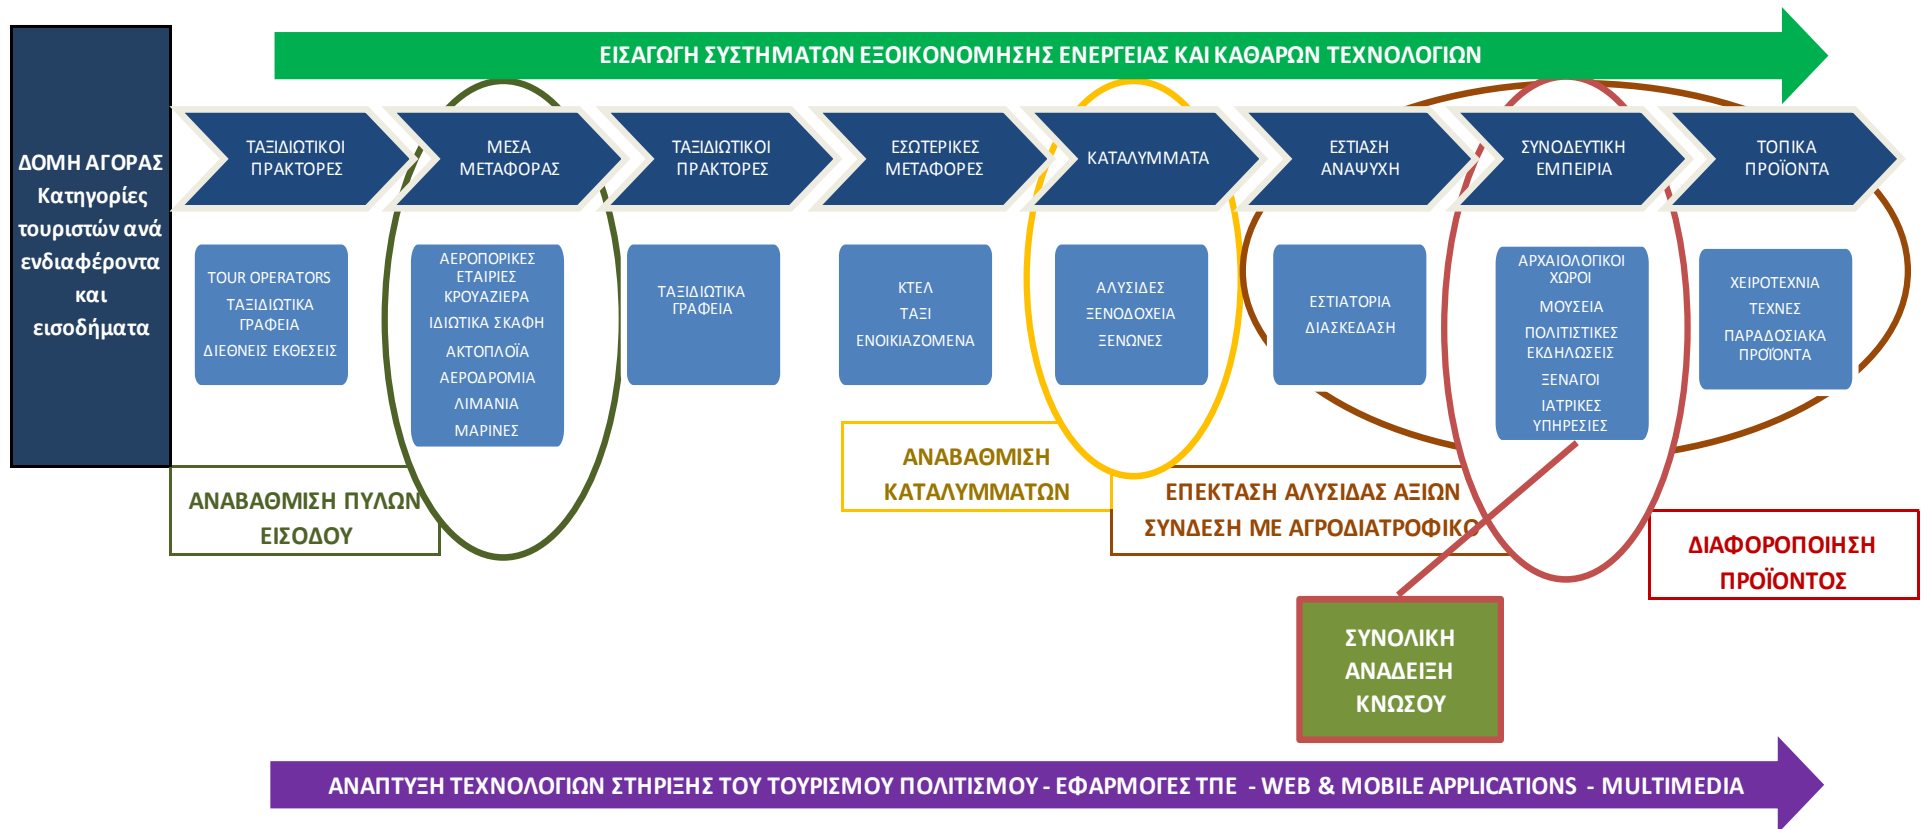 ΕΙΣΑΓΩΓΗ ΣΥΣΤΗΜΑΤΩΝ ΕΞΟΙΚΟΝΟΜΗΣΗΣ ΕΝΕΡΓΕΙΑΣ ΚΑΙ ΚΑΘΑΡΩΝ ΤΕΧΝΟΛΟΓΙΩΝ
ΔΟΜΗ ΑΓΟΡΑΣ
Κατηγορίες
τουριστών ανά
ενδιαφέροντα
και
εισοδήματα
ΤΑΞΙΔΙΩΤΙΚΟΙ
ΠΡΑΚΤΟΡΕΣ
ΜΕΣΑ
ΜΕΤΑΦΟΡΑΣ
ΤΑΞΙΔΙΩΤΙΚΟΙ
ΠΡΑΚΤΟΡΕΣ
ΕΣΩΤΕΡΙΚΕΣ
ΜΕΤΑΦΟΡΕΣ
ΚΑΤΑΛΥΜΜΑΤΑ
ΕΣΤΙΑΣΗ
ΑΝΑΨΥΧΗ
ΣΥΝΟΔΕΥΤΙΚΗ
ΕΜΠΕΙΡΙΑ
ΤΟΠΙΚΑ
ΠΡΟΪΟΝΤΑ
TOUR OPERATORS
ΤΑΞΙΔΙΩΤΙΚΑ
ΓΡΑΦΕΙΑ
ΔΙΕΘΝΕΙΣ ΕΚΘΕΣΕΙΣ
ΑΕΡΟΠΟΡΙΚΕΣ
ΕΤΑΙΡΙΕΣ
ΚΡΟΥΑΖΙΕΡΑ
ΙΔΙΩΤΙΚΑ ΣΚΑΦΗ
ΑΚΤΟΠΛΟΪΑ
ΑΕΡΟΔΡΟΜΙΑ
ΛΙΜΑΝΙΑ
ΜΑΡΙΝΕΣ
ΤΑΞΙΔΙΩΤΙΚΑ
ΓΡΑΦΕΙΑ
ΚΤΕΛ
ΤΑΞΙ
ΕΝΟΙΚΙΑΖΟΜΕΝΑ
ΑΛΥΣΙΔΕΣ
ΞΕΝΟΔΟΧΕΙΑ
ΞΕΝΩΝΕΣ
ΕΣΤΙΑΤΟΡΙΑ
ΔΙΑΣΚΕΔΑΣΗ
ΑΡΧΑΙΟΛΟΓΙΚΟΙ
ΧΩΡΟΙ
ΜΟΥΣΕΙΑ
ΠΟΛΙΤΙΣΤΙΚΕΣ
ΕΚΔΗΛΩΣΕΙΣ
ΞΕΝΑΓΟΙ
ΙΑΤΡΙΚΕΣ
ΥΠΗΡΕΣΙΕΣ
ΧΕΙΡΟΤΕΧΝΙΑ
ΤΕΧΝΕΣ
ΠΑΡΑΔΟΣΙΑΚΑ
ΠΡΟΪΟΝΤΑ
ΑΝΑΒΑΘΜΙΣΗ ΠΥΛΩΝ
ΕΙΣΟΔΟΥ
ΑΝΑΒΑΘΜΙΣΗ
ΚΑΤΑΛΥΜΜΑΤΩΝ
ΕΠΕΚΤΑΣΗ ΑΛΥΣΙΔΑΣ ΑΞΙΩΝ
ΣΥΝΔΕΣΗ ΜΕ ΑΓΡΟΔΙΑΤΡΟΦΙΚΟ
ΔΙΑΦΟΡΟΠΟΙΗΣΗ
ΠΡΟΪΟΝΤΟΣ
ΣΥΝΟΛΙΚΗ
ΑΝΑΔΕΙΞΗ
ΚΝΩΣΟΥ
ΑΝΑΠΤΥΞΗ ΤΕΧΝΟΛΟΓΙΩΝ ΣΤΗΡΙΞΗΣ ΤΟΥ ΤΟΥΡΙΣΜΟΥ ΠΟΛΙΤΙΣΜΟΥ - ΕΦΑΡΜΟΓΕΣ ΤΠΕ - WEB & MOBILE APPLICATIONS - MULTIMEDIA